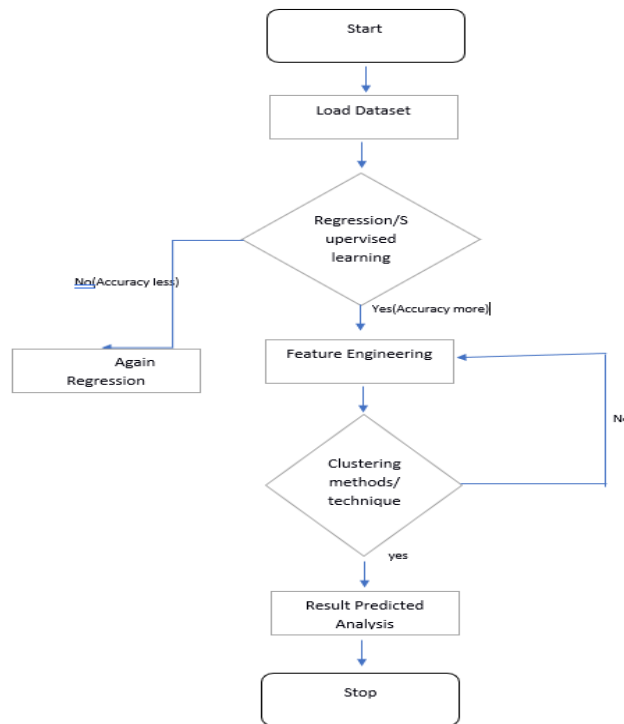 Start
Load Dataset
Regression/S
upervised
learning
No(Accuracy less)
Yes(Accuracy more)
Again
Regression
Feature Engineering
Clustering
methods/
technique
yes
Result Predicted
Analysis
Stop